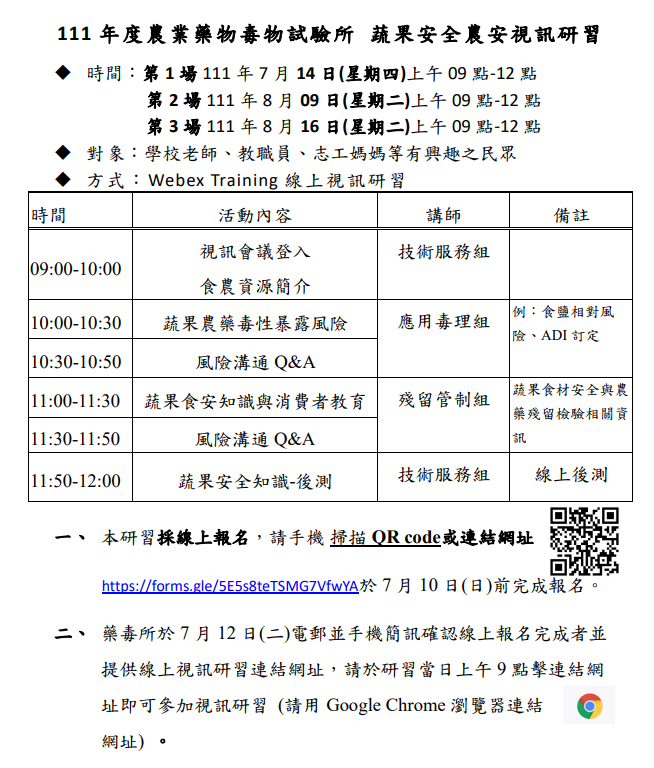 111 年度農業藥物毒物試驗所 蔬果安全農安視訊研習
◆ 時間：第 1 場 111 年 7 月 14 日(星期四)上午 09 點-12 點
第 2 場 111 年 8 月 09 日(星期二)上午 09 點-12 點
第 3 場 111 年 8 月 16 日(星期二)上午 09 點-12 點
◆ 對象：學校老師、教職員、志工媽媽等有興趣之民眾
◆ 方式：Webex Training 線上視訊研習
時間 活動內容 講師 備註
09:00-10:00 視訊會議登入 技術服務組
食農資源簡介
10:00-10:30 蔬果農藥毒性暴露風險 應用毒理組 例：食鹽相對風
險、ADI 訂定
10:30-10:50 風險溝通 Q&A
11:00-11:30 蔬果食安知識與消費者教育 殘留管制組 蔬果食材安全與農
藥殘留檢驗相關資
訊
11:30-11:50 風險溝通 Q&A
11:50-12:00 蔬果安全知識-後測 技術服務組 線上後測
一、 本研習採線上報名，請手機 掃描 QR code或連結網址
https://forms.gle/5E5s8teTSMG7VfwYA於 7 月 10 日(日)前完成報名。
二、 藥毒所於 7 月 12 日(二)電郵並手機簡訊確認線上報名完成者並
提供線上視訊研習連結網址，請於研習當日上午 9 點擊連結網
址即可參加視訊研習 (請用 Google Chrome 瀏覽器連結
網址) 。